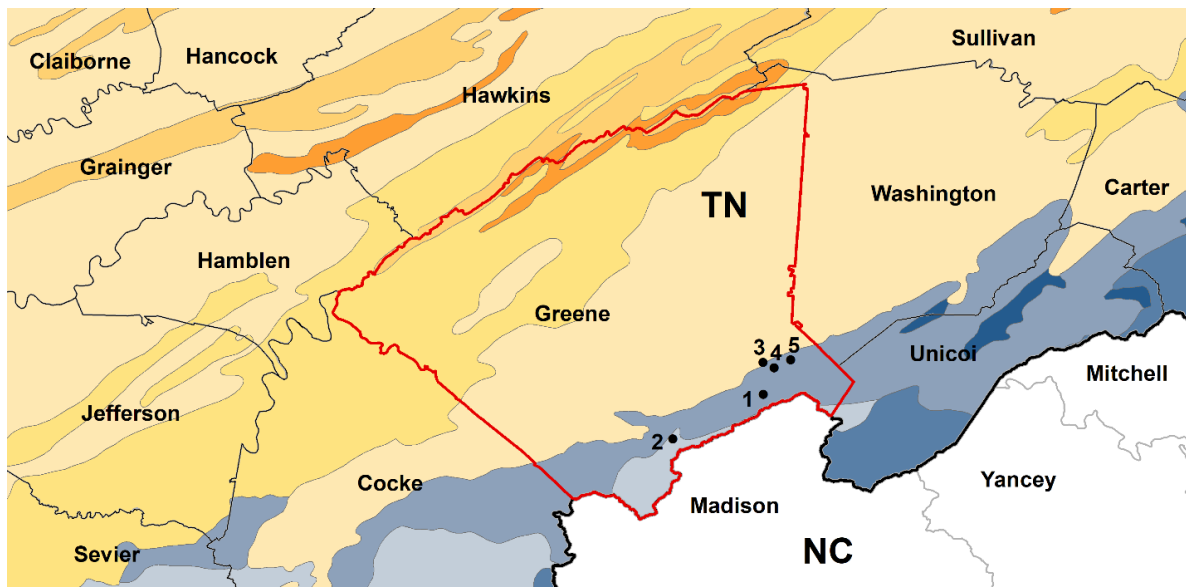 Sullivan
Hancock
Claiborne
Hawkins
Grainger
Washington
Carter
TN
Hamblen
Greene
3
4
5
Unicoi
Mitchell
1
Jefferson
2
Cocke
Yancey
Madison
Sevier
NC